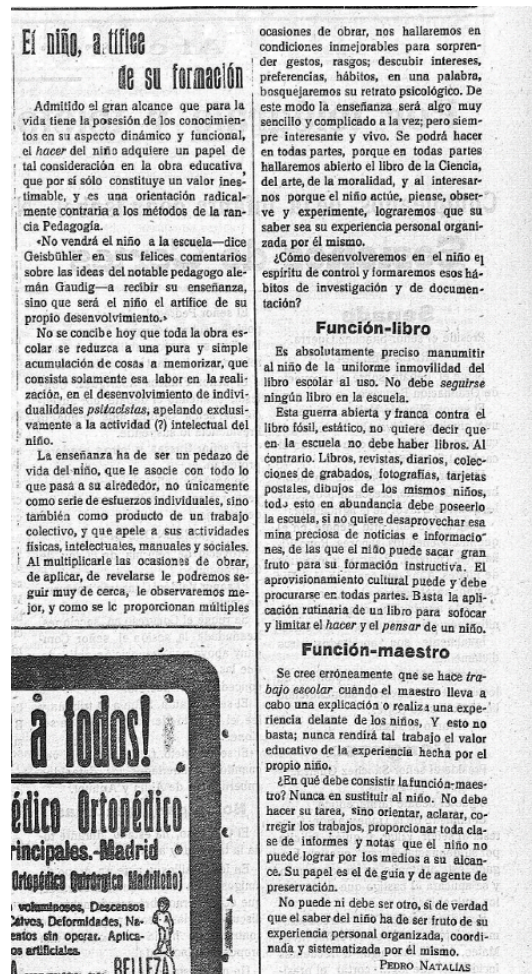 El niño, a tífice
de su formación
Admitido el gran alcance que para la
vida tiene la posesión de los conocimien-
tos en su aspecto dinámico y funcional,
el hacer del niño adquiere un papel de
tal consideración en la obra educativa,
que por sí sólo constituye un valor ines-
timable, y es una orientación radical-
mente contraria a los métodos de la ran-
cia Pedagogía.
«No vendrá el niño a la escuela—dice
Geisbühler en sus felices comentarios
sobre las ideas del notable pedagogo ale-
mán Gaudig—a recibir su enseñanza,
sino que será el niño el artífice de su
propio desenvolvimiento.»
No se concibe hoy que toda la obra es-
colar se reduzca a una pura y simple
acumulación de cosas a memorizar, que
consista solamente esa labor en la reali-
zación, en el desenvolvimiento de indivi-
dualidades psitacistas, apelando exclusi-
vamente a la actividad (?) intelectual del
niño.
La enseñanza ha de ser un pedazo de
vida del niño, que le asocie con todo lo
que pasá a su alrededor, no únicamente
como serie de esfuerzos individuales, sino
también como producto de un trabajo
colectivo, y que apele a sus actividades
físicas, intelectuales, manuales y sociales.
Al multiplicarle las ocasiones de obrar,
de aplicar, de revelarse le podremos se-
guir muy de cerca, le observaremos me-
jor, y como se le proporcionan múltiples
ocasiones de obrar, nos hallaremos en
condiciones inmejorables para sorpren-
der gestos, rasgos; descubir intereses,
preferencias, hábitos, en una palabra,
bosquejaremos su retrato psicológico. De
este modo la enseñanza será algo muy
sencillo y complicado a la vez; pero siem-
pre interesante y vivo. Se podrá hacer
en todas partes, porque en todas partes
hallaremos abierto el libro de la Ciencia,
del arte, de la moralidad, y al interesar-
nos porque el niño actúe, piense, obser-
ve y experimente, lograremos que su
saber sea su experiencia personal organi-
zada por él mismo.
¿Cómo desenvolveremos en el niño el
espíritu de control y formaremos esos há-
bitos de investigación y de documen-
tación?
Función-libro
Es absolutamente preciso manumitir
al niño de la uniforme inmovilidad del
libro escolar al uso. No debe seguirse
ningún libro en la escuela.
Esta guerra abierta y franca contra el
libro fósil, estático, no quiere decir que
en la escuela no debe haber libros. Al
contrario. Libros, revistas, diarios, colec-
ciones de grabados, fotografías, tarjetas
postales, dibujos de los mismos niños,
todo esto en abundancia debe poseerlo
la escuela, si no quiere desaprovechar esa
mina preciosa de noticias e informacio-
nes, de las que el niño puede sacar gran
fruto para su formación instructiva. El
aprovisionamiento cultural puede y debe
procurarse en todas partes. Basta la apli-
cación rutinaria de un libro para sofocar
y limitar el hacer y el pensar de un niño.
Función-maestro
Se cree erróneamente que se hace tra-
bajo escolar cuando el maestro lleva a
cabo una explicación o realiza una expe-
riencia delante de los niños, Y esto no
basta; nunca rendirá tal trabajo el valor
educativo de la experiencia hecha por el
propio niño.
¿En qué debe consistir la función-maes-
tro? Nunca en sustituir al niño. No debe
hacer su tarea, sino orientar, aclarar, co-
rregir los trabajos, proporcionar toda cla-
se de informes y notas que el niño no
puede lograr por los medios a su alcan-
ce. Su papel es el de guía y de agente de
preservación.
No puede ni debe ser otro, si de verdad
que el saber del niño ha de ser fruto de su
experiencia personal organizada, coordi-
nada y sistematizada por él mismo.
PEDRO NATALÍAS
a todos!
édico Ortopédico
rincipales.-Madrid
Ortopédico Quirúrgico Madrileño)
voluminosos, Descensos
Calvos, Deformidades, Na-
entos sin operar. Aplica-
os artificiales.
BELLEZA